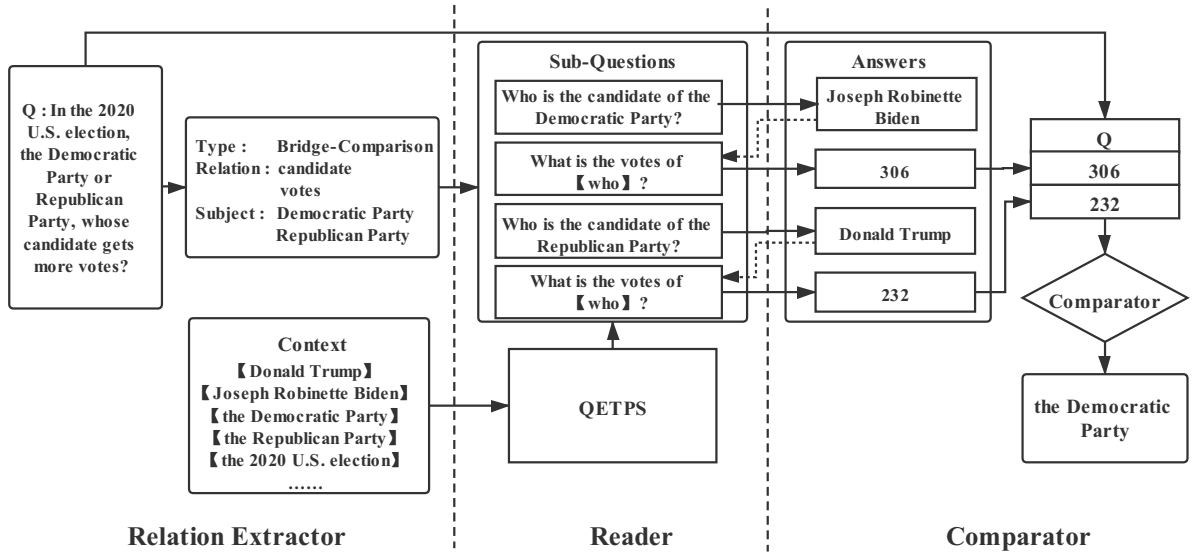 Q : In the 2020
U.S. election,
the Democratic
Party or
Republican
Party, whose
candidate gets
more votes?
Type : Bridge-Comparison
Relation : candidate
votes
Subject : Democratic Party
Republican Party
Context
【Donald Trump】
【Joseph Robinette Biden】
【the Democratic Party】
【the Republican Party】
【the 2020 U.S. election】
……
Relation Extractor
Sub-Questions
Who is the candidate of the
Democratic Party?
What is the votes of
【who】?
Who is the candidate of the
Republican Party?
What is the votes of
【who】?
QETPS
Reader
Answers
Joseph Robinette
Biden
306
Donald Trump
232
Q
306
232
Comparator
the Democratic
Party
Comparator